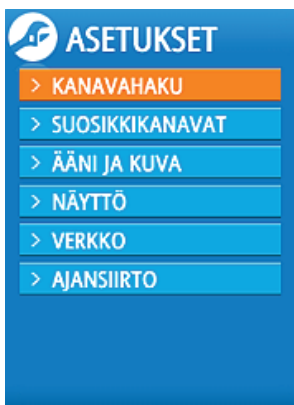 ASETUKSET
> KANAVAHAKU
> SUOSIKKIKANAVAT
> ÄÄNI JA KUVA
> NÄYTTÖ
> VERKKO
> AJANSIIRTO